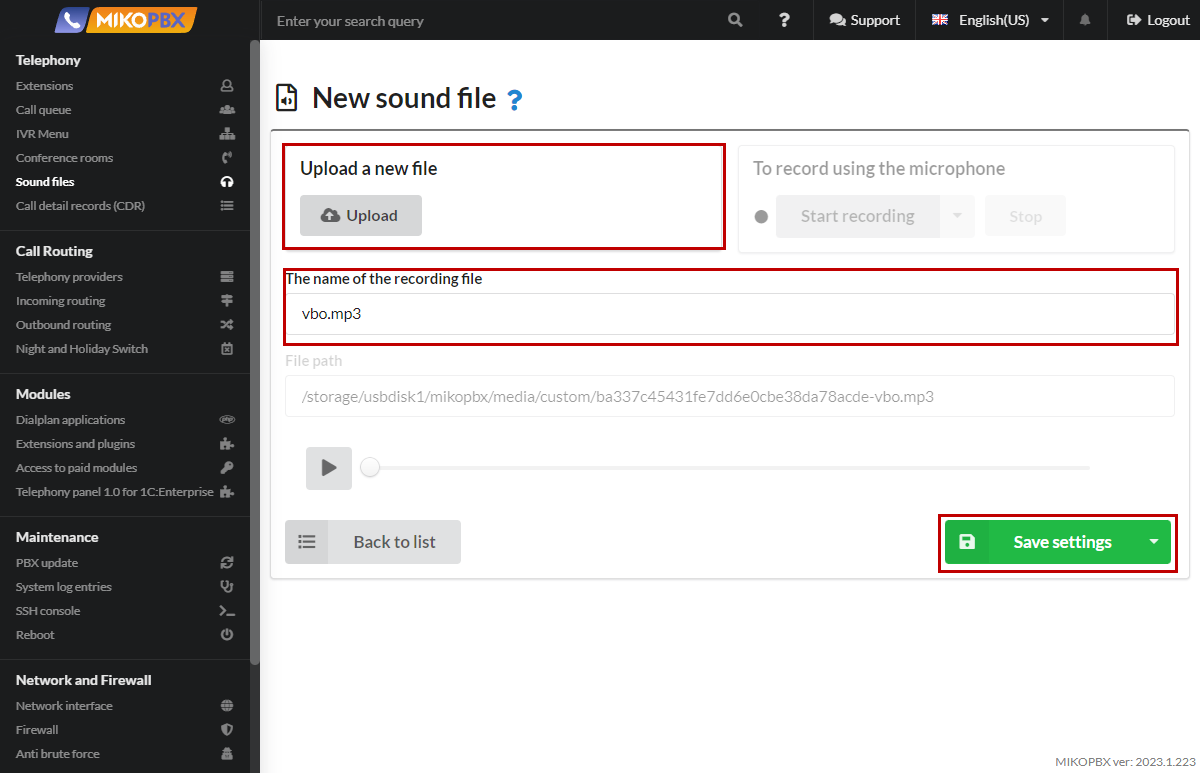 MIKOPBX
Enter your search query
?
Support
English(US)
Logout
Telephony
Extensions
Call queue
IVR Menu
Conference rooms
Sound files
Call detail records (CDR)
Call Routing
Telephony providers
Incoming routing
Outbound routing
Night and Holiday Switch
Modules
Dialplan applications
Extensions and plugins
Access to paid modules
Telephony panel 1.0 for 1C:Enterprise
Maintenance
PBX update
System log entries
SSH console
Reboot
Network and Firewall
Network interface
Firewall
Anti brute force
New sound file ?
Upload a new file
Upload
To record using the microphone
Start recording
Stop
The name of the recording file
vbo.mp3
File path
/storage/usbdisk1/mikopbx/media/custom/ba337c45431fe7dd6e0cbe38da78acde-vbo.mp3
Back to list
Save settings
MIKOPBX ver: 2023.1.223